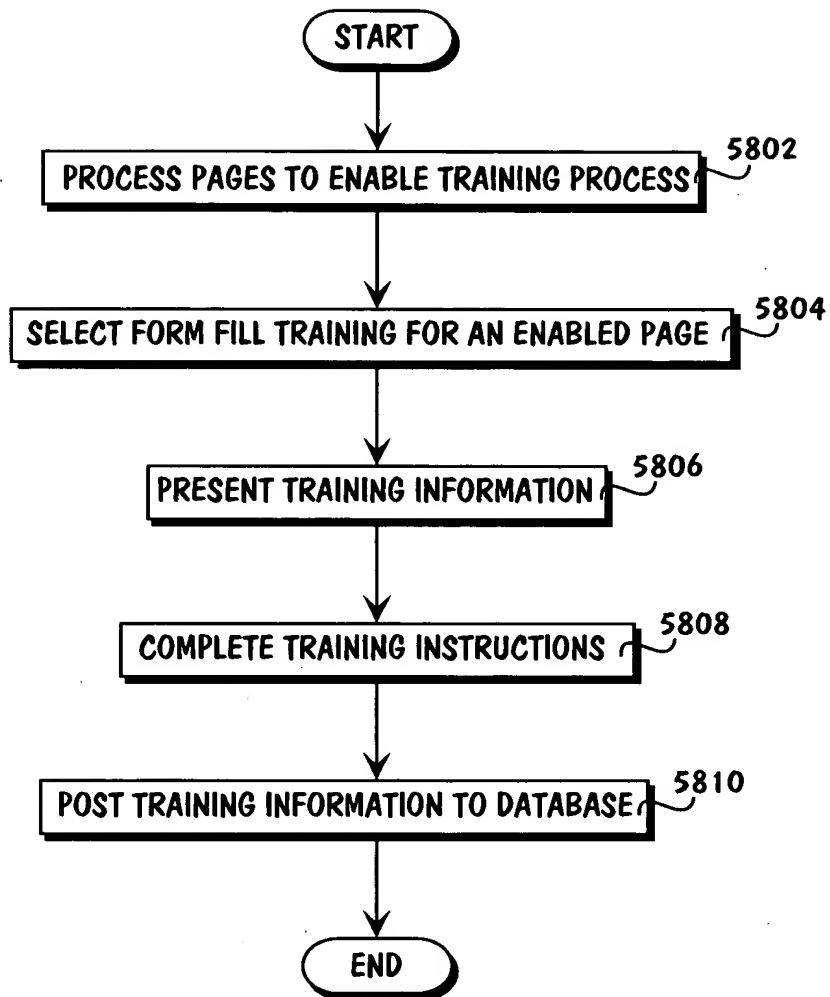 START
PROCESS PAGES TO ENABLE TRAINING PROCESS
5802
SELECT FORM FILL TRAINING FOR AN ENABLED PAGE
5804
PRESENT TRAINING INFORMATION
5806
COMPLETE TRAINING INSTRUCTIONS
5808
POST TRAINING INFORMATION TO DATABASE
5810
END